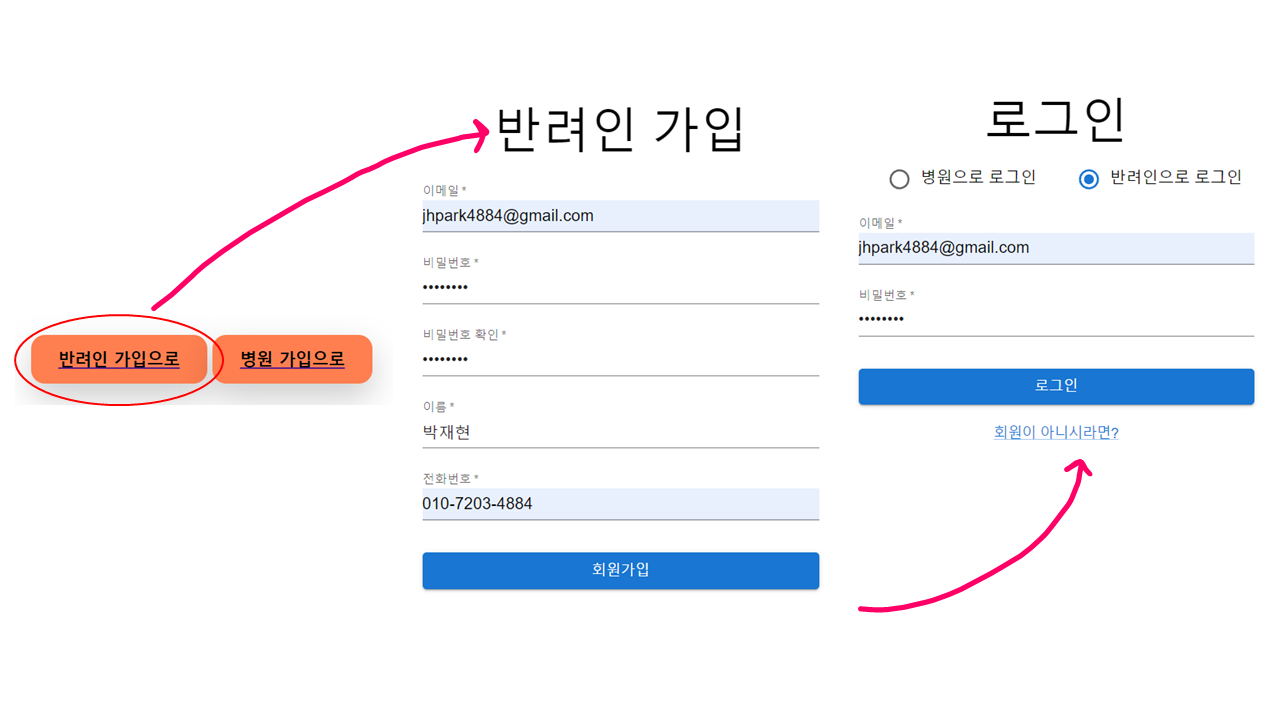 반려인 가입으로
병원 가입으로
반려인 가입
이메일 *
jhpark4884@gmail.com
비밀번호 *
••••••••
비밀번호 확인 *
••••••••
이름 *
박재현
전화번호 *
010-7203-4884
회원가입
로그인
병원으로 로그인
반려인으로 로그인
이메일 *
jhpark4884@gmail.com
비밀번호 *
••••••••
로그인
회원이 아니시라면?